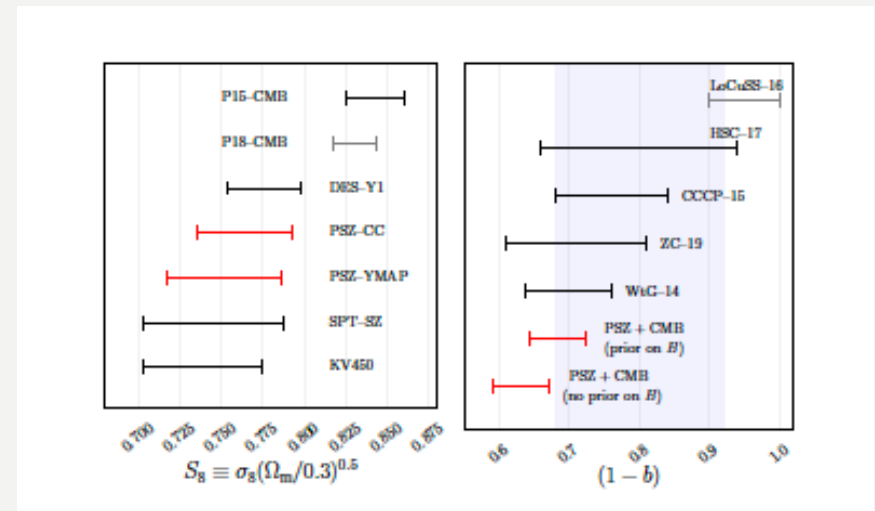 P15–CMB
P18–CMB
DES–Y1
PSZ–CC
PSZ–YMAP
SPT–SZ
KV450
0.700 0.725 0.750 0.775 0.800 0.825 0.850 0.875
S₈ ≡ σ₈(Ωₘ/0.3)⁰·⁵
LoCuSS–16
HSC–17
CCCP–15
ZC–19
WtG–14
PSZ + CMB
(prior on B)
PSZ + CMB
(no prior on B)
0.6 0.7 0.8 0.9 1.0
(1 − b)